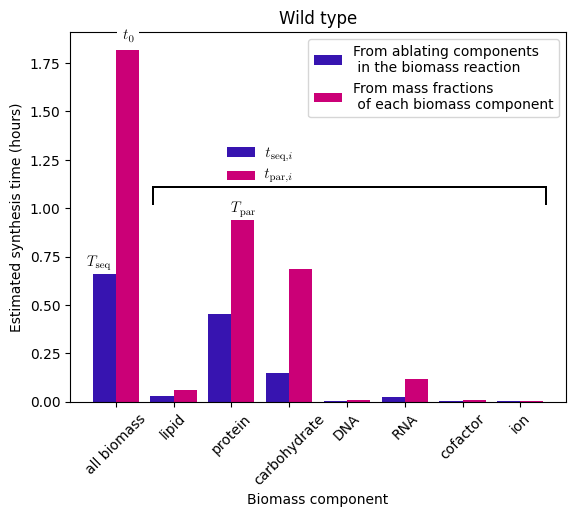 Wild type
t0
From ablating components
in the biomass reaction
From mass fractions
of each biomass component
tseq,i
tpar,i
Tpar
Tseq
Estimated synthesis time (hours)
1.75
1.50
1.25
1.00
0.75
0.50
0.25
0.00
all biomass
lipid
protein
carbohydrate
DNA
RNA
cofactor
ion
Biomass component